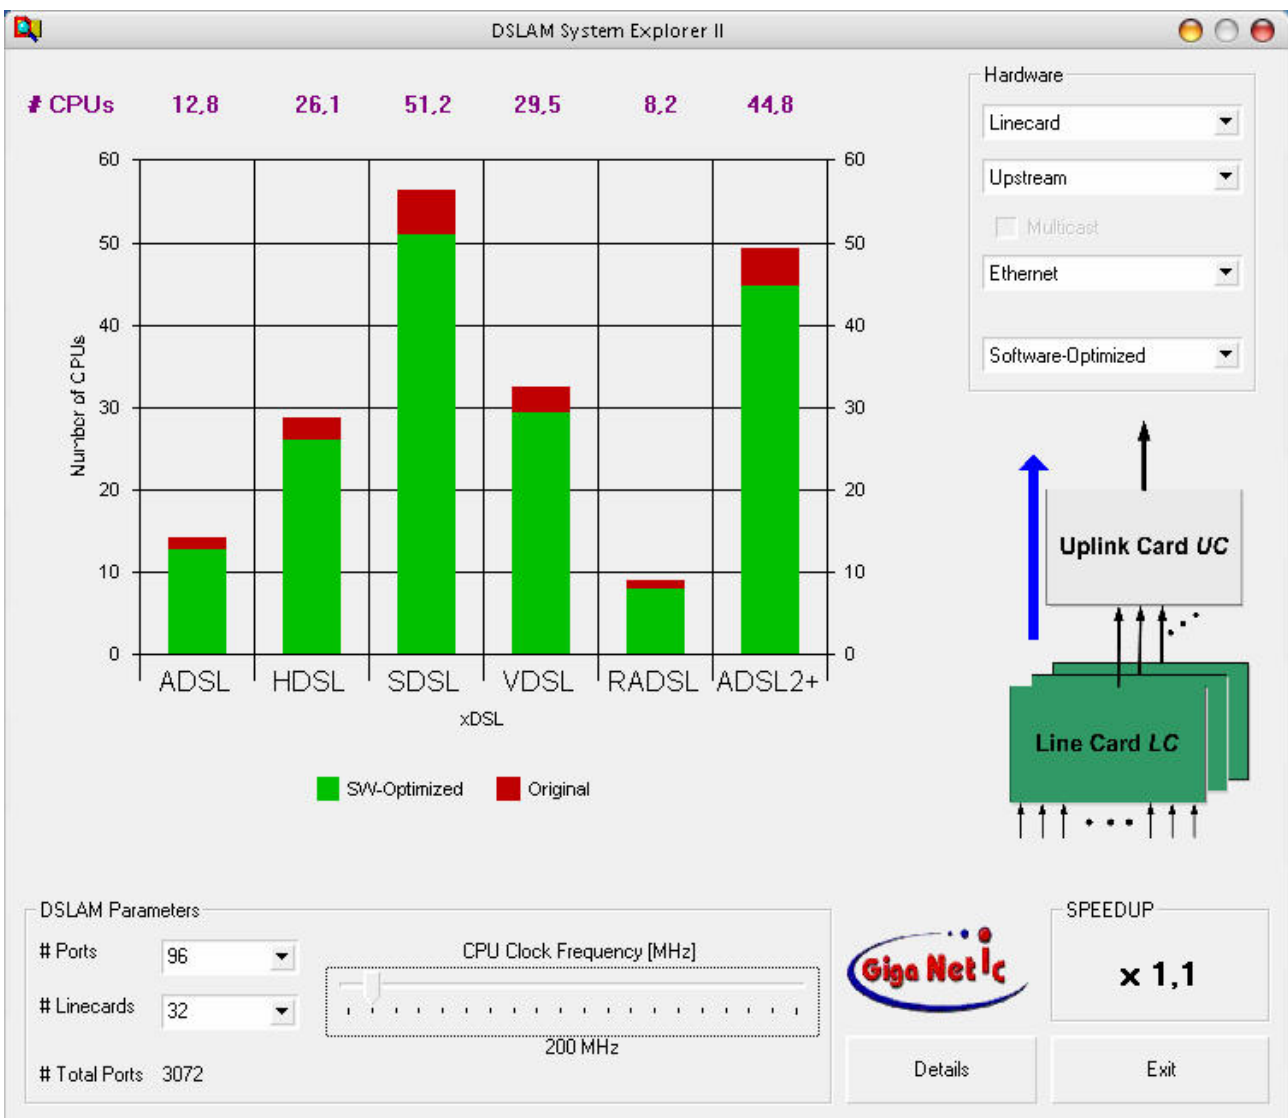 DSLAM System Explorer II
# CPUs 12,8 26,1 51,2 29,5 8,2 44,8
60 60
50 50
40 40
30 30
20 20
10 10
0 0
Number of CPUs
ADSL HDSL SDSL VDSL RADSL ADSL2+
xDSL
SW-Optimized Original
Hardware
Linecard
Upstream
Multicast
Ethernet
Software-Optimized
Uplink Card UC
Line Card LC
DSLAM Parameters
# Ports 96
# Linecards 32
# Total Ports 3072
CPU Clock Frequency [MHz]
200 MHz
Giga Net Ic
SPEEDUP
x 1,1
Details
Exit